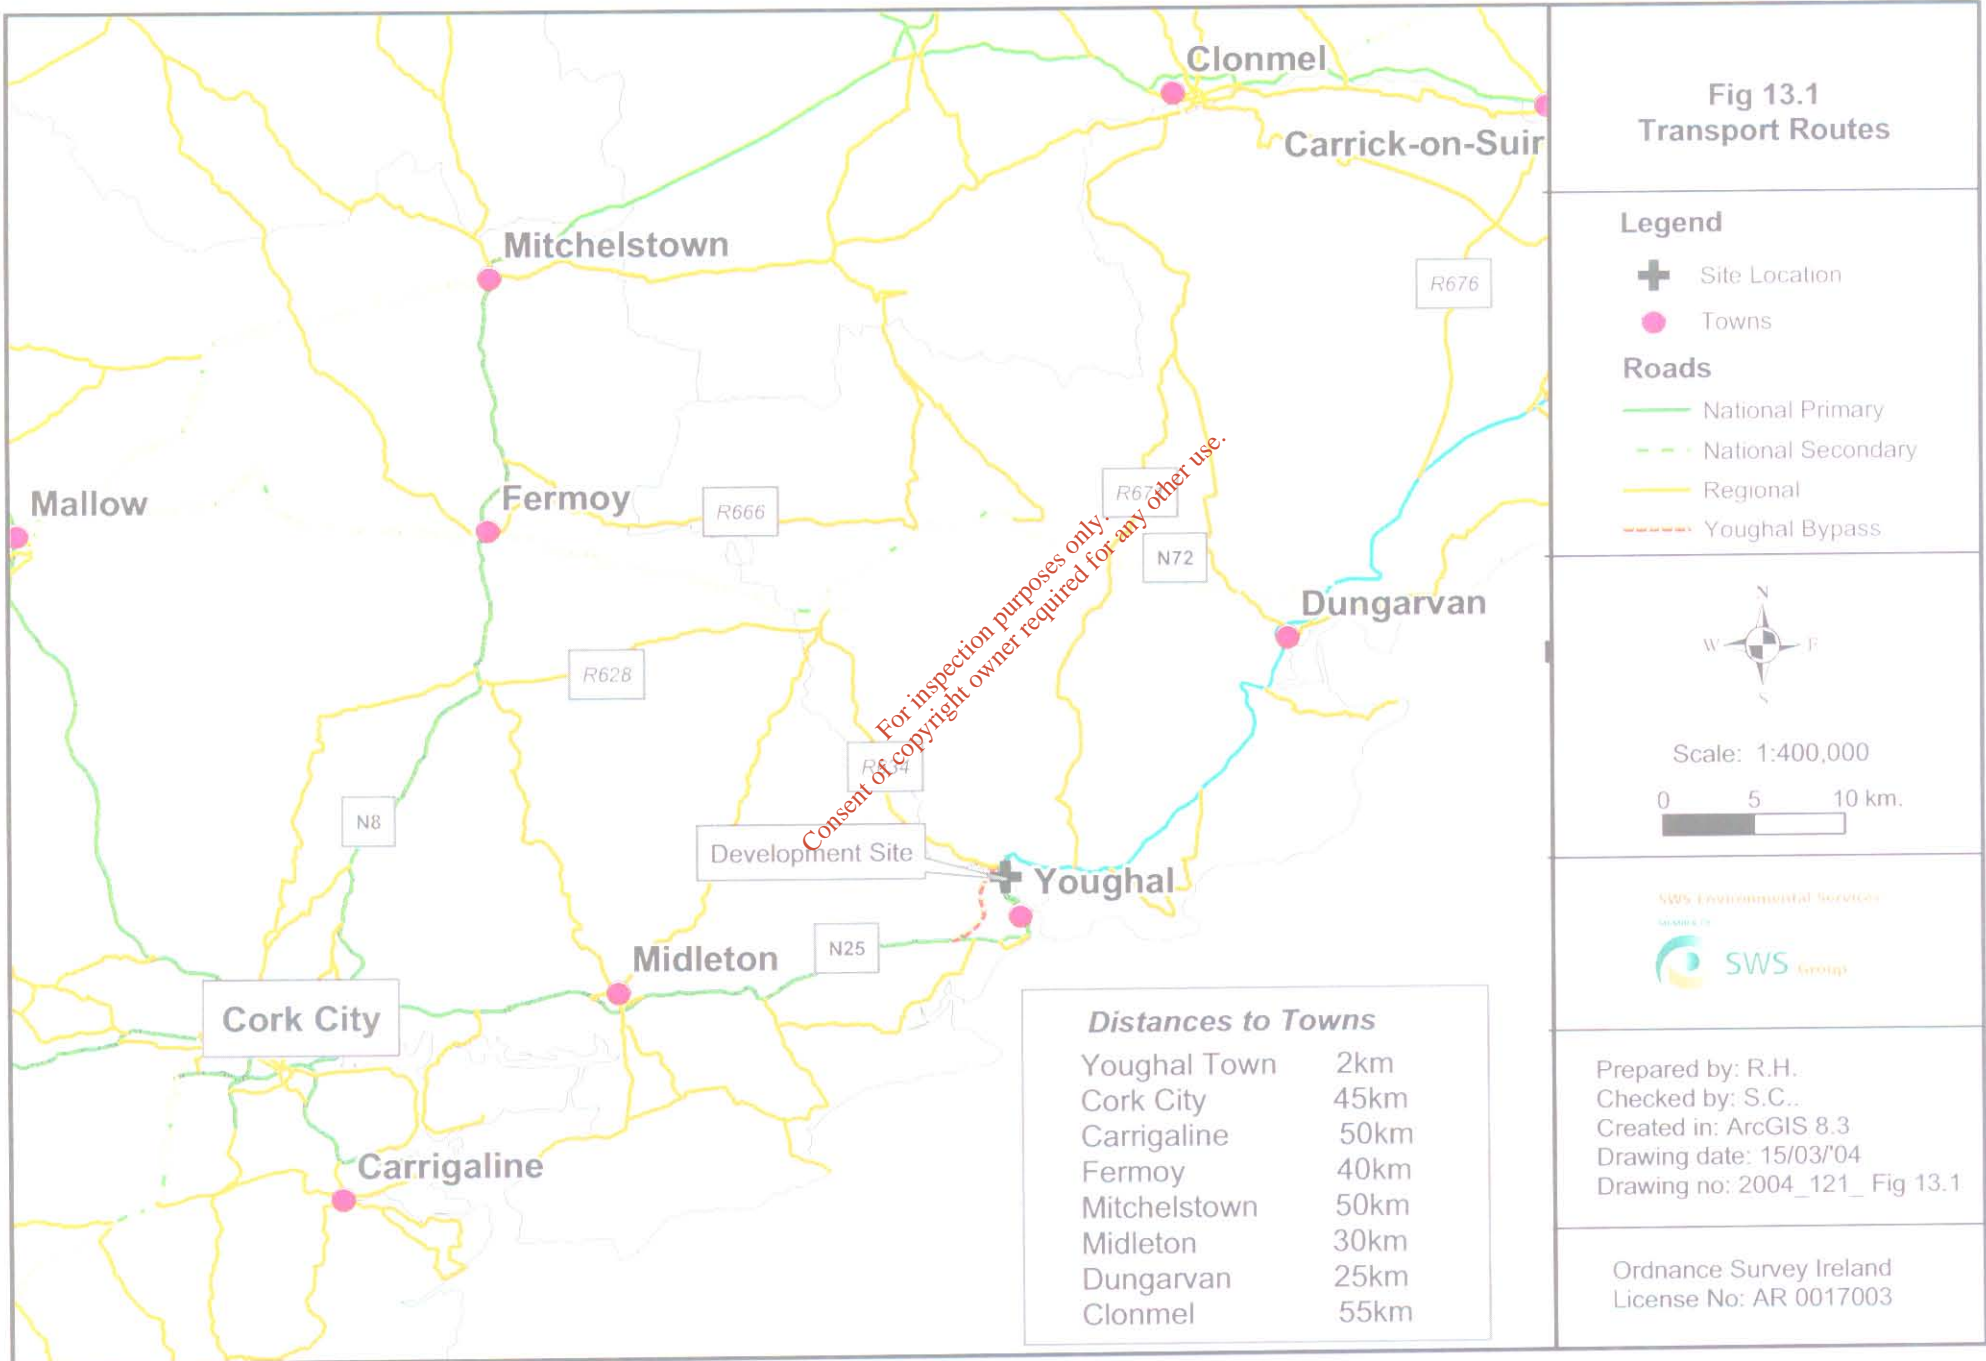 Clonmel
Carrick-on-Suir
Mitchelstown
R676
Mallow
Fermoy
R666
N72
Dungarvan
R628
N8
Development Site
Youghal
N25
Midleton
Cork City
Carrigaline
For inspection purposes only.
Consent of copyright owner required for any other use.
Distances to Towns
Youghal Town 2km
Cork City 45km
Carrigaline 50km
Fermoy 40km
Mitchelstown 50km
Midleton 30km
Dungarvan 25km
Clonmel 55km
Fig 13.1
Transport Routes
Legend
Site Location
Towns
Roads
National Primary
National Secondary
Regional
Youghal Bypass
N
W
S
Scale: 1:400,000
0 5 10 km.
SWS Environmental Services
SWS Group
Prepared by: R.H.
Checked by: S.C..
Created in: ArcGIS 8.3
Drawing date: 15/03/'04
Drawing no: 2004_121_ Fig 13.1
Ordnance Survey Ireland
License No: AR 0017003